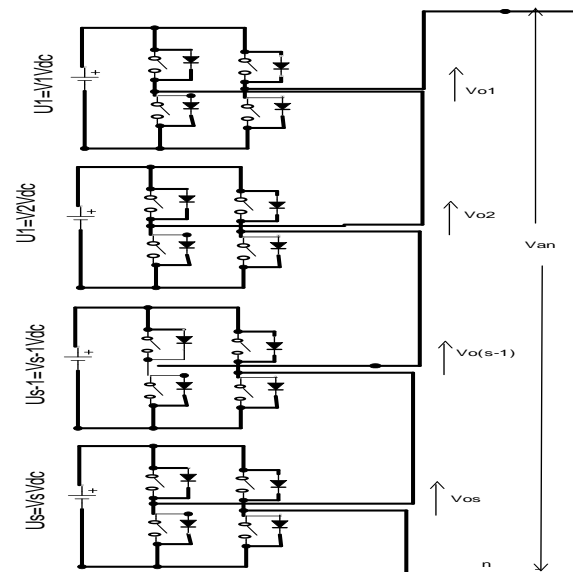 U1=V1Vdc
+
Vo1
U1=V2Vdc
+
Vo2
Van
Us-1=Vs-1Vdc
+
Vo(s-1)
Us=VsVdc
+
Vos
n